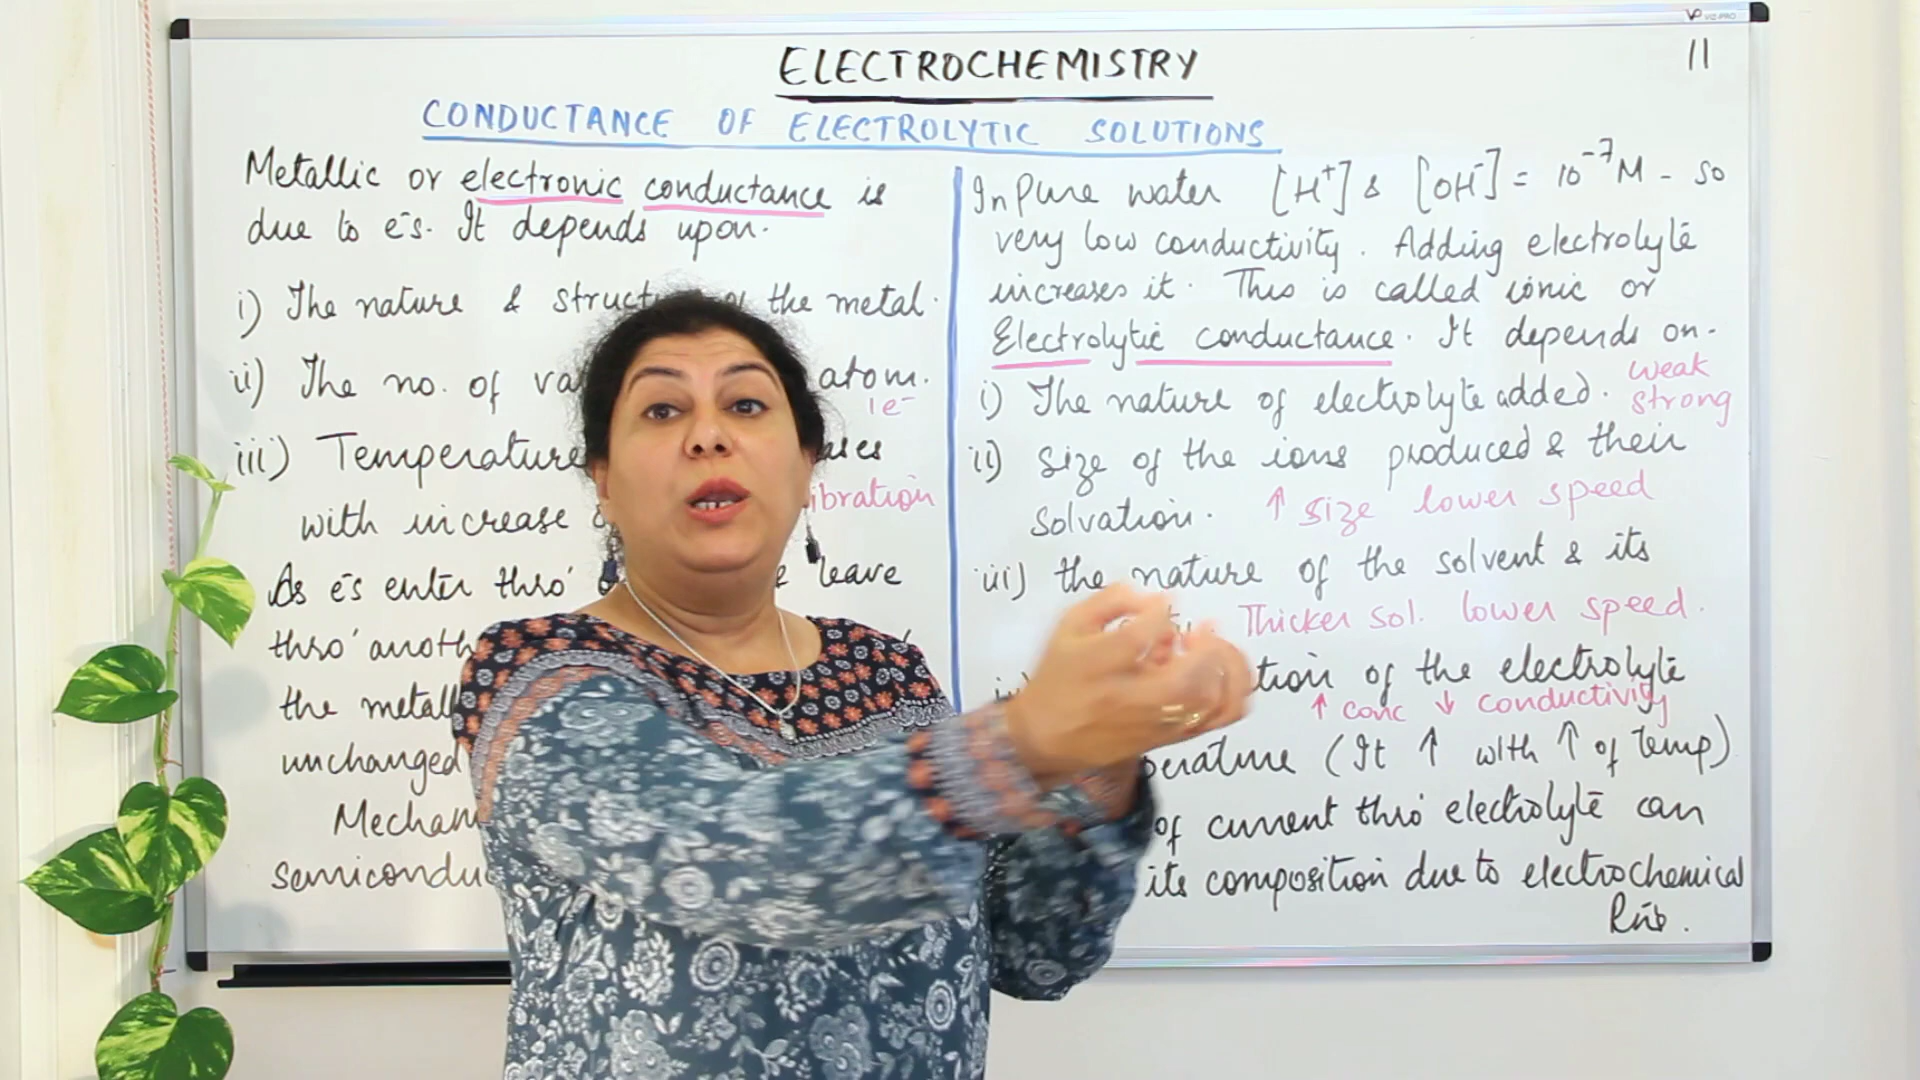 VIZ-PRO
ELECTROCHEMISTRY
11
CONDUCTANCE OF ELECTROLYTIC SOLUTIONS
Metallic or electronic conductance is
due to e⁻s. It depends upon.
i) The nature & struct the metal.
ii) The no. of va atom.
1e⁻
iii) Temperature ases
with increase ibration
As e⁻s enter thro' leave
thro' anoth
the metall
unchanged
Mechan
semicondu
In Pure water [H⁺] & [OH⁻] = 10⁻⁷M - so
very low conductivity. Adding electrolyte
increases it. This is called ionic or
Electrolytic conductance. It depends on-
weak
i) The nature of electrolyte added. strong
ii) Size of the ions produced & their
solvation. ↑ size lower speed
iii) the nature of the solvent & its
Thicker sol. lower speed.
tion of the electrolyte
↑ conc ↓ conductivity
perature (It ↑ with ↑ of temp)
of current thro' electrolyte can
its composition due to electrochemical